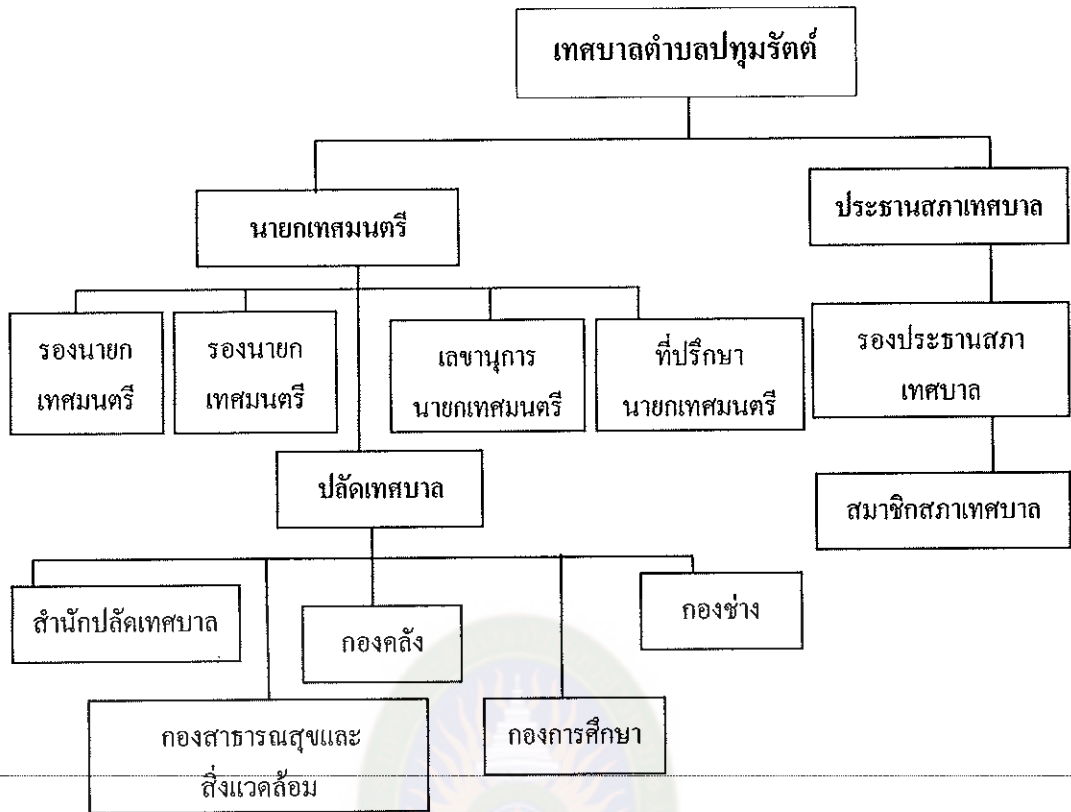 เทศบาลตำบลปทุมรัตต์
นายกเทศมนตรี
ประธานสภาเทศบาล
รองนายก
เทศมนตรี
รองนายก
เทศมนตรี
เลขานุการ
นายกเทศมนตรี
ที่ปรึกษา
นายกเทศมนตรี
รองประธานสภา
เทศบาล
ปลัดเทศบาล
สมาชิกสภาเทศบาล
สำนักปลัดเทศบาล
กองคลัง
กองช่าง
กองสาธารณสุขและ
สิ่งแวดล้อม
กองการศึกษา